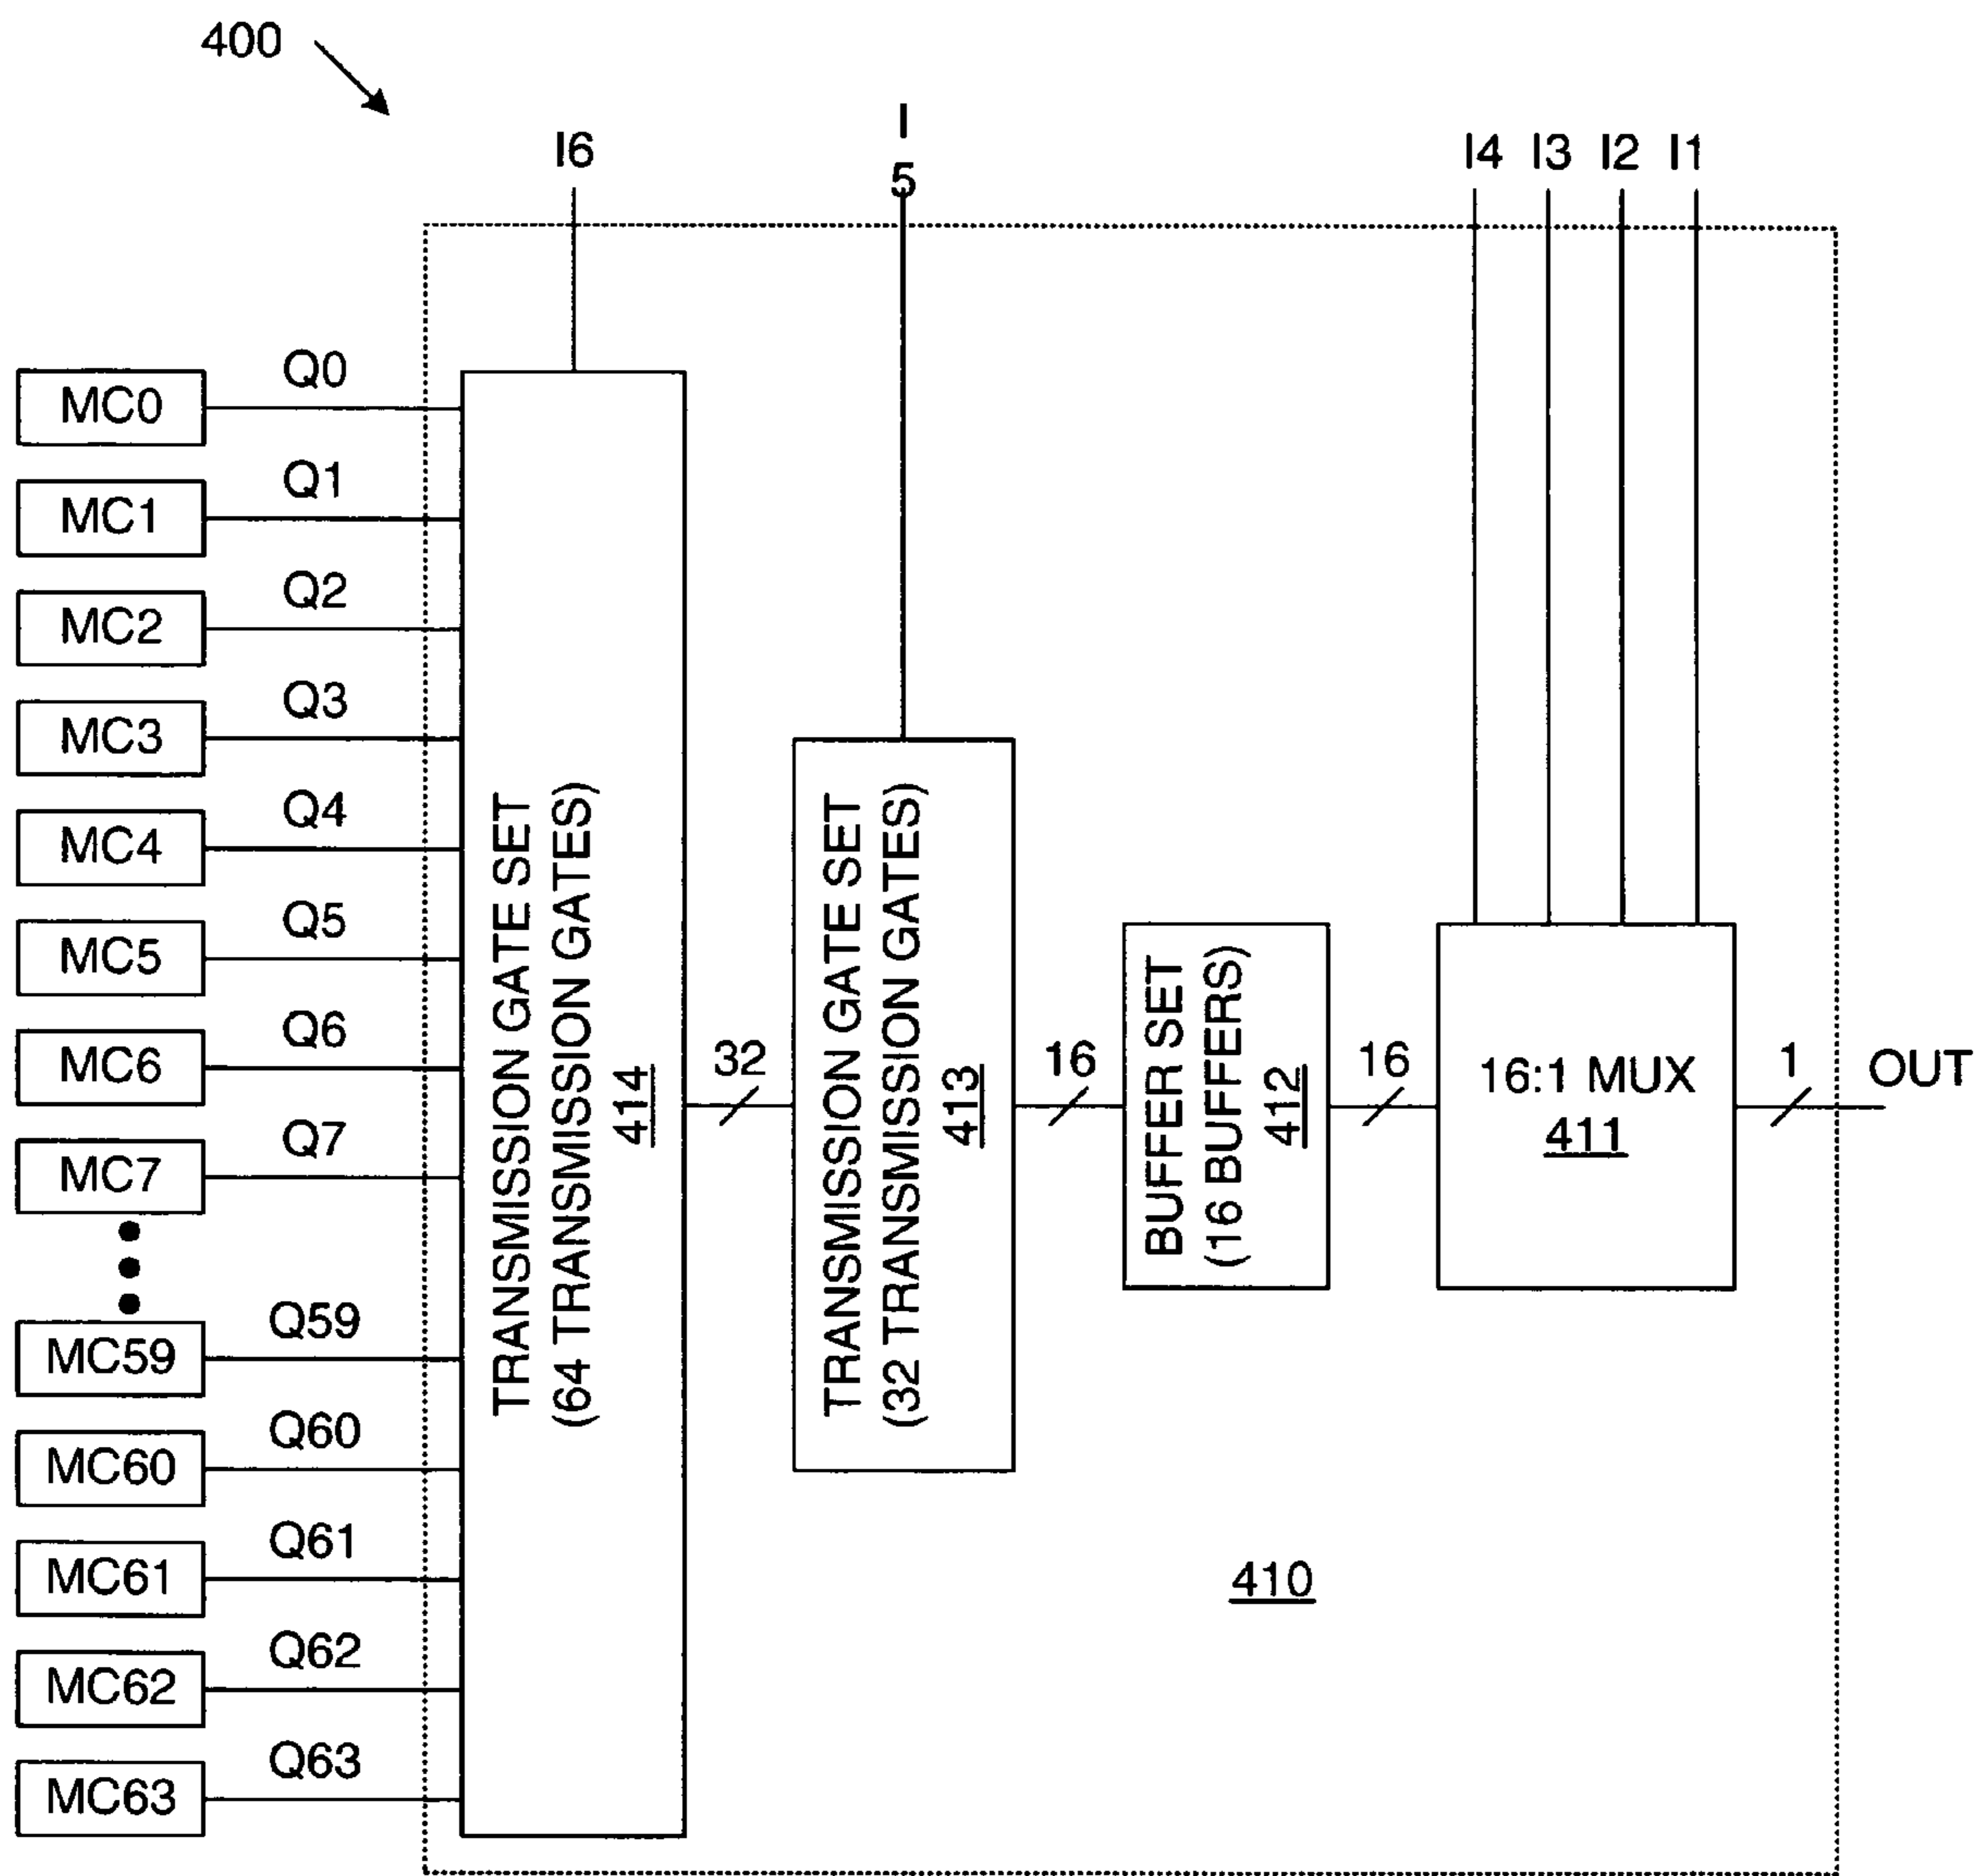 400
I6
I
5
I4 I3 I2 I1
MC0 Q0
MC1 Q1
MC2 Q2
MC3 Q3
MC4 Q4
MC5 Q5
MC6 Q6
MC7 Q7
MC59 Q59
MC60 Q60
MC61 Q61
MC62 Q62
MC63 Q63
TRANSMISSION GATE SET
(64 TRANSMISSION GATES)
414
32
TRANSMISSION GATE SET
(32 TRANSMISSION GATES)
413
16
BUFFER SET
(16 BUFFERS)
412
16
16:1 MUX
411
1
OUT
410